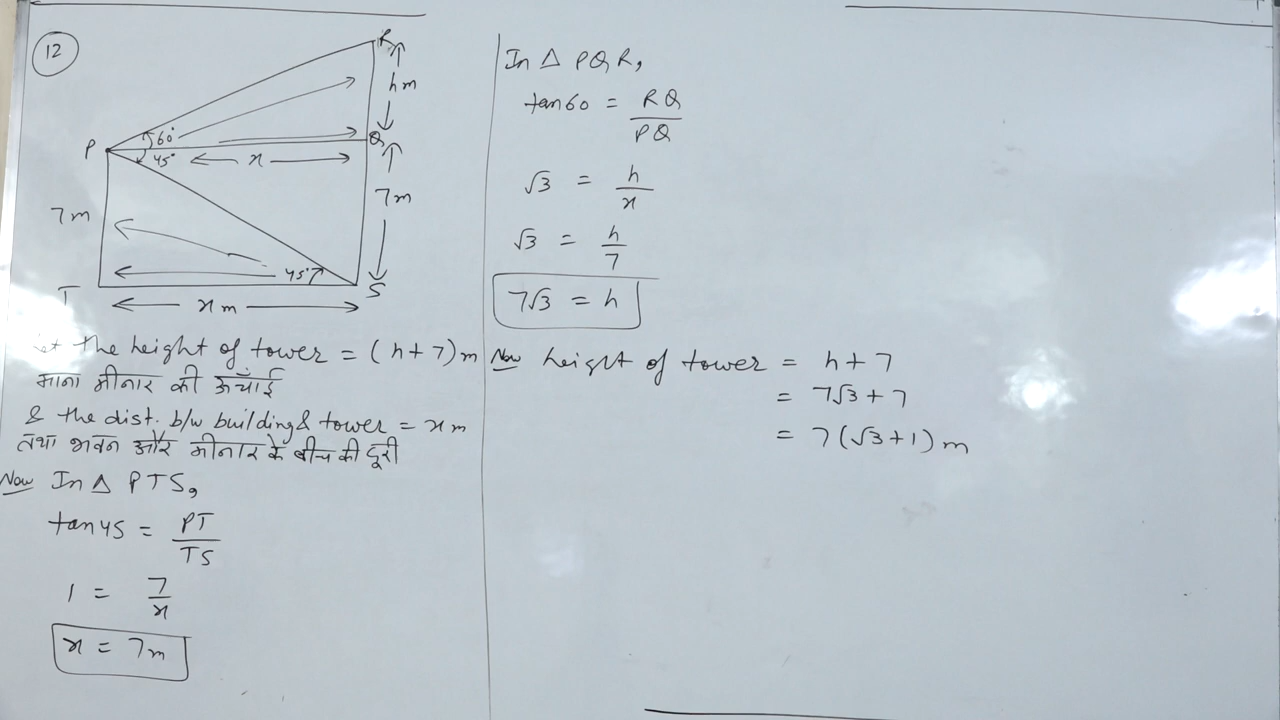 12
R
h m
60°
P
Q
45°
x
7m
7m
45°
T
S
x m
Let the height of tower = (h+7) m
माना मीनार की ऊँचाई
& the dist. b/w building & tower = x m
तथा भवन और मीनार के बीच की दूरी
Now In △ PTS,
tan 45 = PT/TS
1 = 7/x
x = 7m
In △ PQR,
tan 60 = RQ/PQ
√3 = h/x
√3 = h/7
7√3 = h
Now height of tower = h + 7
= 7√3 + 7
= 7(√3 + 1) m